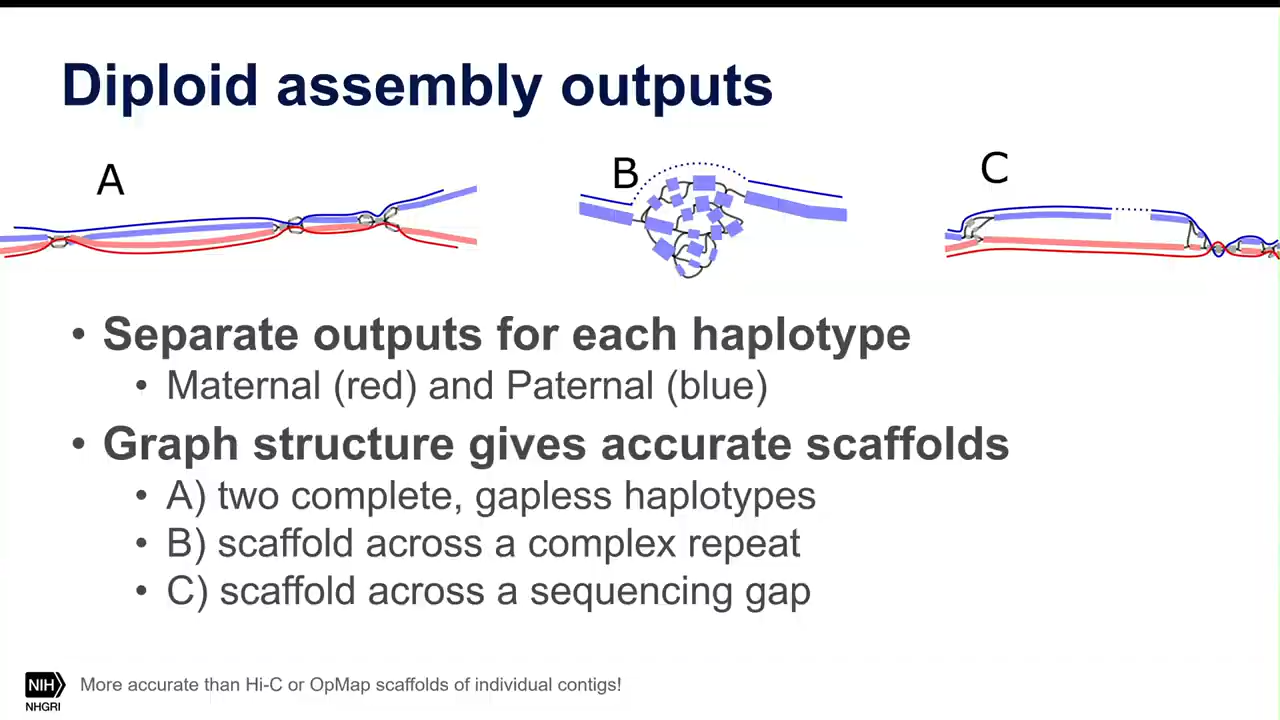 Diploid assembly outputs
A
B
C
• Separate outputs for each haplotype
• Maternal (red) and Paternal (blue)
• Graph structure gives accurate scaffolds
• A) two complete, gapless haplotypes
• B) scaffold across a complex repeat
• C) scaffold across a sequencing gap
NIH
NHGRI
More accurate than Hi-C or OpMap scaffolds of individual contigs!